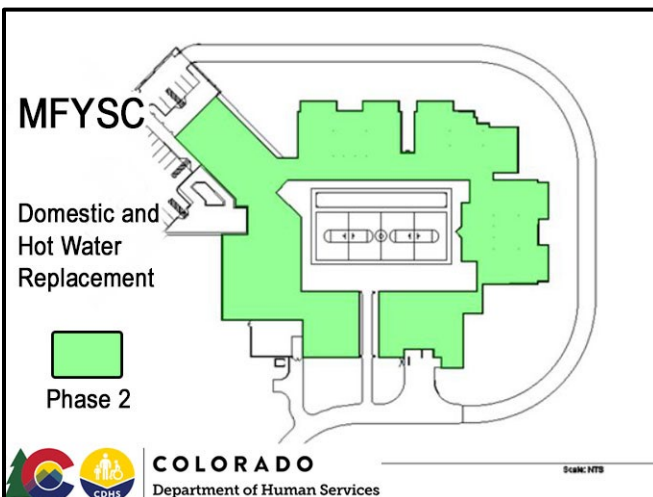 MFYSC
Domestic and
Hot Water
Replacement
Phase 2
CDHS
COLORADO
Department of Human Services
Scale: NTS